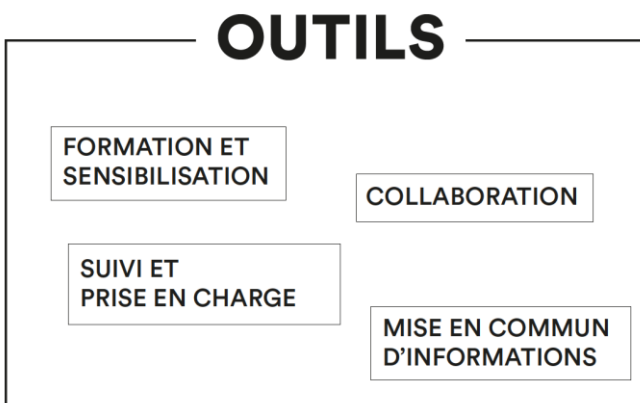 OUTILS
FORMATION ET
SENSIBILISATION
COLLABORATION
SUIVI ET
PRISE EN CHARGE
MISE EN COMMUN
D'INFORMATIONS